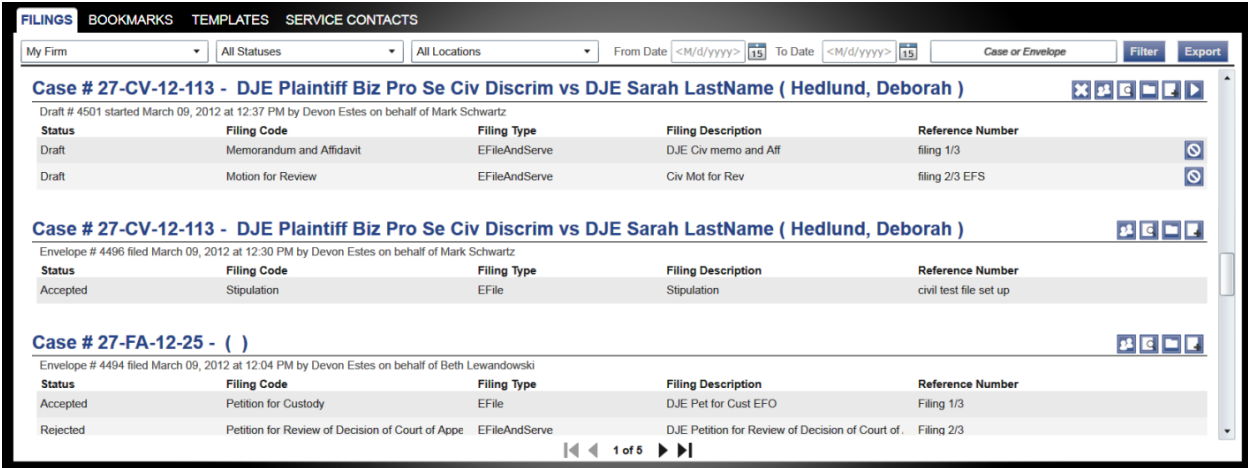 FILINGS BOOKMARKS TEMPLATES SERVICE CONTACTS
My Firm All Statuses All Locations From Date <M/d/yyyy> 15 To Date <M/d/yyyy> 15 Case or Envelope Filter Export
Case # 27-CV-12-113 - DJE Plaintiff Biz Pro Se Civ Discrim vs DJE Sarah LastName ( Hedlund, Deborah )
Draft # 4501 started March 09, 2012 at 12:37 PM by Devon Estes on behalf of Mark Schwartz
Status Filing Code Filing Type Filing Description Reference Number
Draft Memorandum and Affidavit EFileAndServe DJE Civ memo and Aff filing 1/3
Draft Motion for Review EFileAndServe Civ Mot for Rev filing 2/3 EFS
Case # 27-CV-12-113 - DJE Plaintiff Biz Pro Se Civ Discrim vs DJE Sarah LastName ( Hedlund, Deborah )
Envelope # 4496 filed March 09, 2012 at 12:30 PM by Devon Estes on behalf of Mark Schwartz
Status Filing Code Filing Type Filing Description Reference Number
Accepted Stipulation EFile Stipulation civil test file set up
Case # 27-FA-12-25 - ( )
Envelope # 4494 filed March 09, 2012 at 12:04 PM by Devon Estes on behalf of Beth Lewandowski
Status Filing Code Filing Type Filing Description Reference Number
Accepted Petition for Custody EFile DJE Pet for Cust EFO Filing 1/3
Rejected Petition for Review of Decision of Court of Appe EFileAndServe DJE Petition for Review of Decision of Court of . Filing 2/3
1 of 5